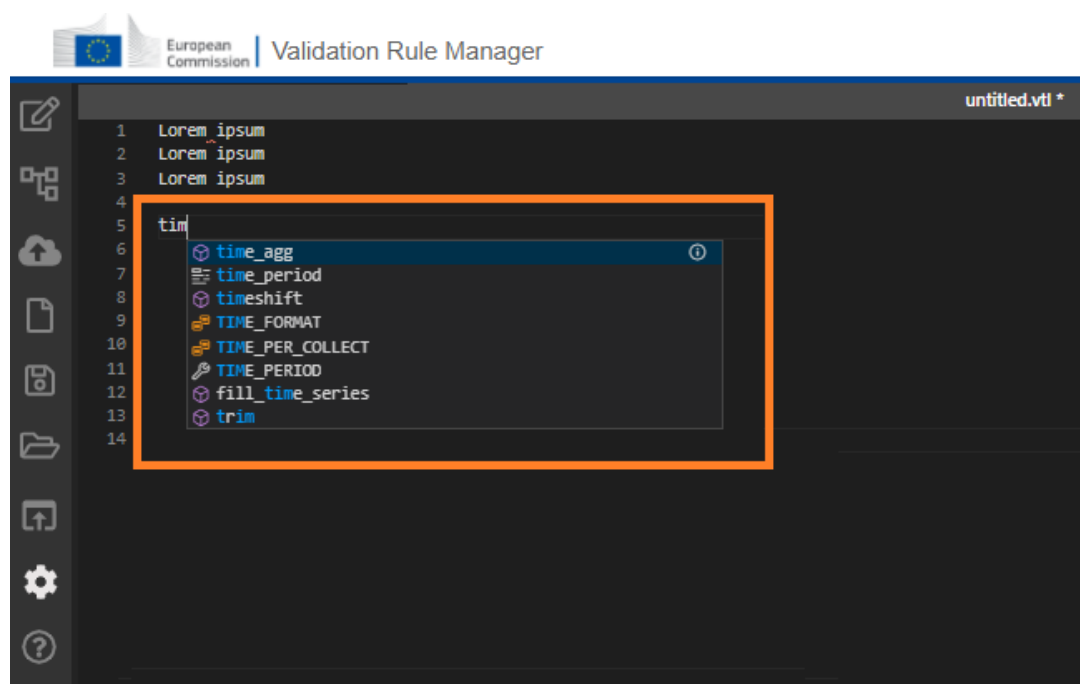 European
Commission
Validation Rule Manager
untitled.vtl *
1 Lorem ipsum
2 Lorem ipsum
3 Lorem ipsum
4
5 tim
6 time_agg
7 time_period
8 timeshift
9 TIME_FORMAT
10 TIME_PER_COLLECT
11 TIME_PERIOD
12 fill_time_series
13 trim
14